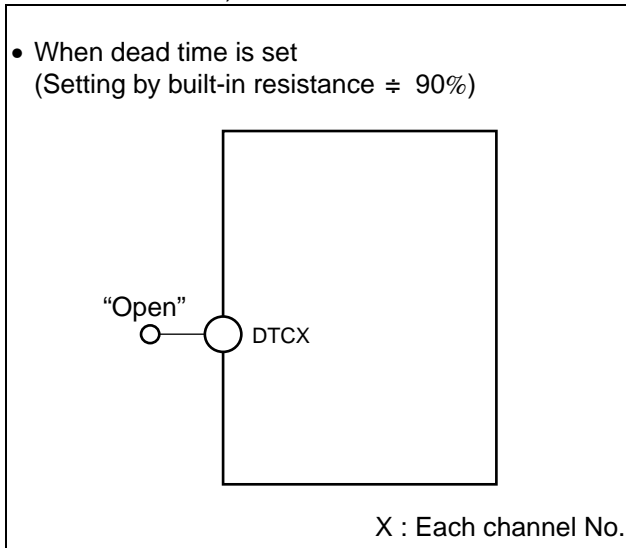 • When dead time is set
(Setting by built-in resistance ≑ 90%)
“Open”
DTCX
X : Each channel No.